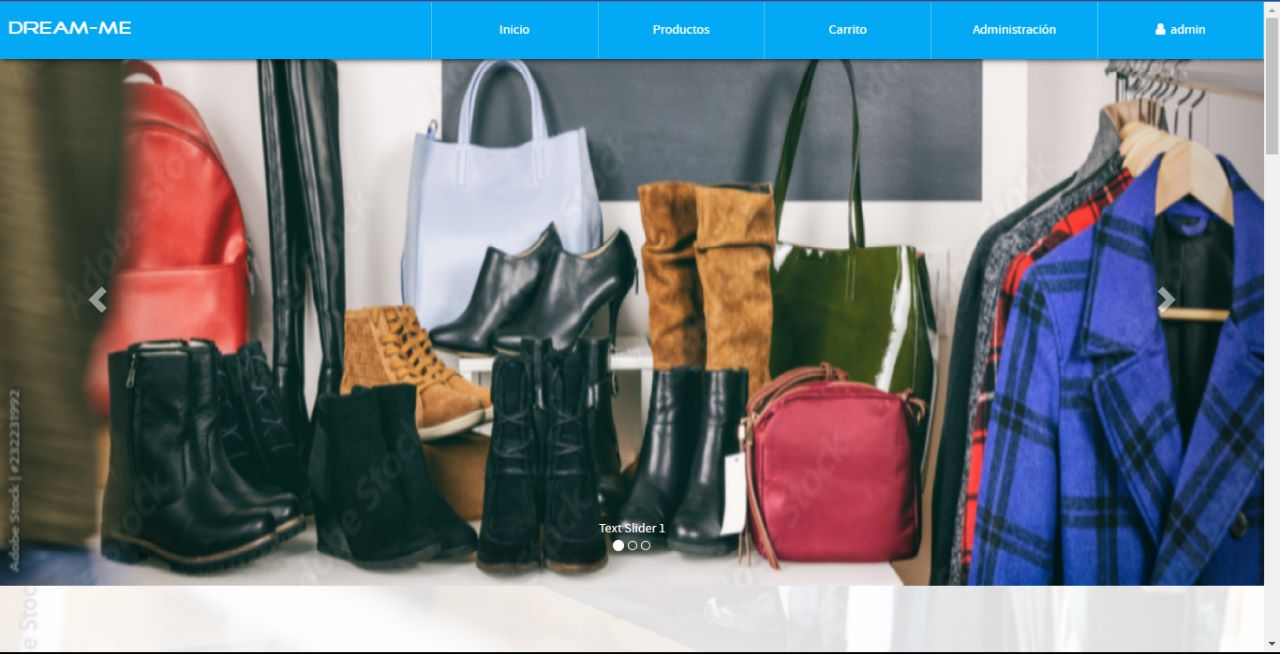 DREAM-ME
Inicio
Productos
Carrito
Administración
admin
Adobe Stock | #232231992
Text Slider 1